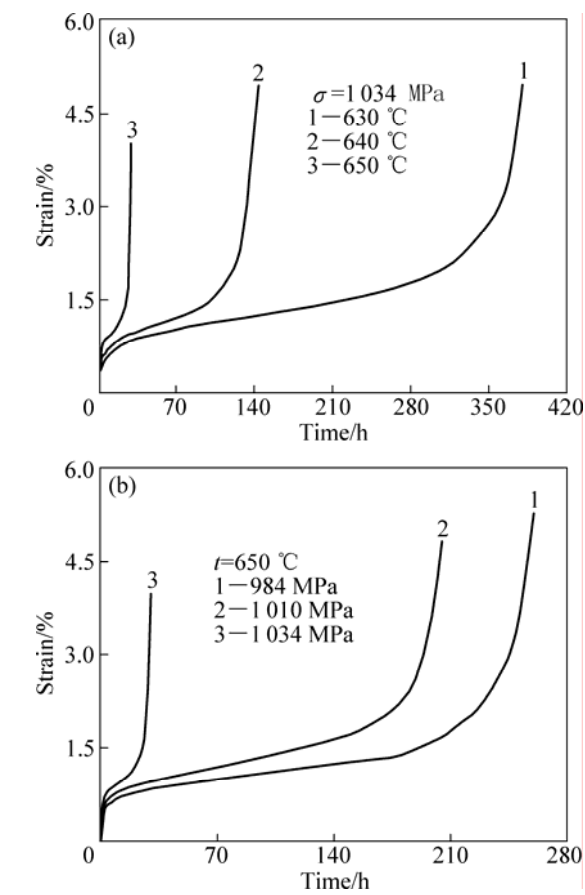 6.0
(a)
3
2
1
σ=1 034 MPa
1—630 ℃
2—640 ℃
3—650 ℃
4.5
3.0
1.5
Strain/%
0 70 140 210 280 350 420
Time/h
6.0
(b)
3
2
1
t=650 ℃
1—984 MPa
2—1 010 MPa
3—1 034 MPa
4.5
3.0
1.5
Strain/%
0 70 140 210 280
Time/h